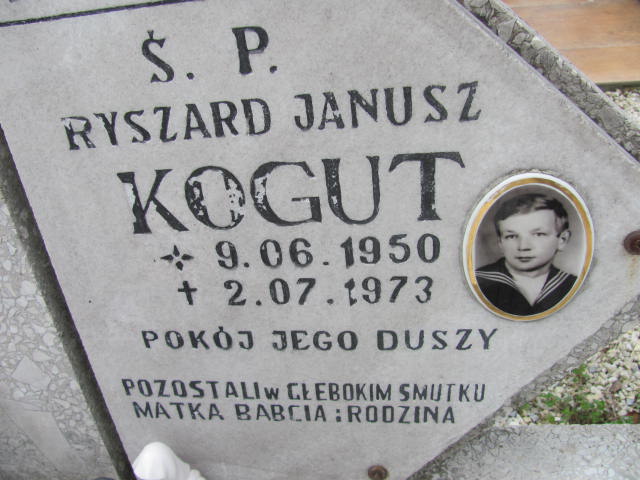 Ś. P.
RYSZARD JANUSZ
KOGUT
9.06.1950
2.07.1973
POKÓJ JEGO DUSZY
POZOSTALI W GŁEBOKIM SMUTKU
MATKA BABCIA i RODZINA